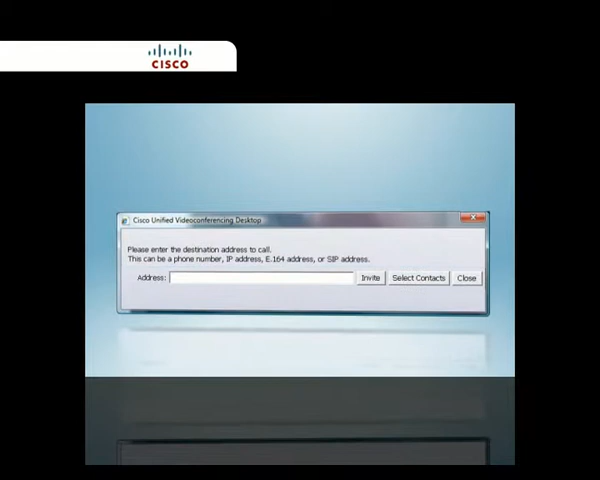 CISCO
Cisco Unified Videoconferencing Desktop
Please enter the destination address to call.
This can be a phone number, IP address, E.164 address, or SIP address.
Address: Invite Select Contacts Close